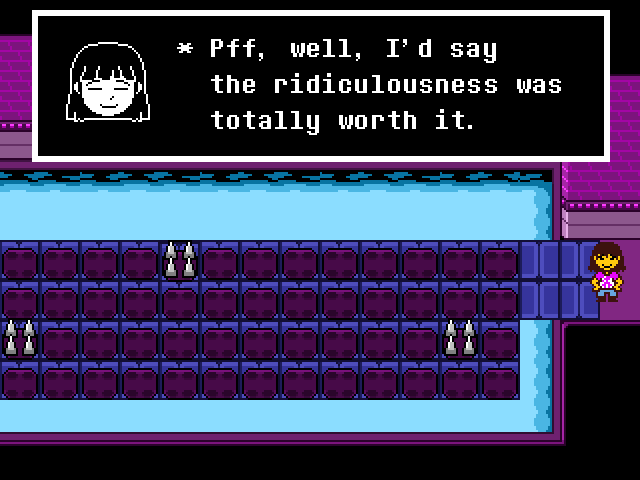 * Pff, well, I'd say
the ridiculousness was
totally worth it.